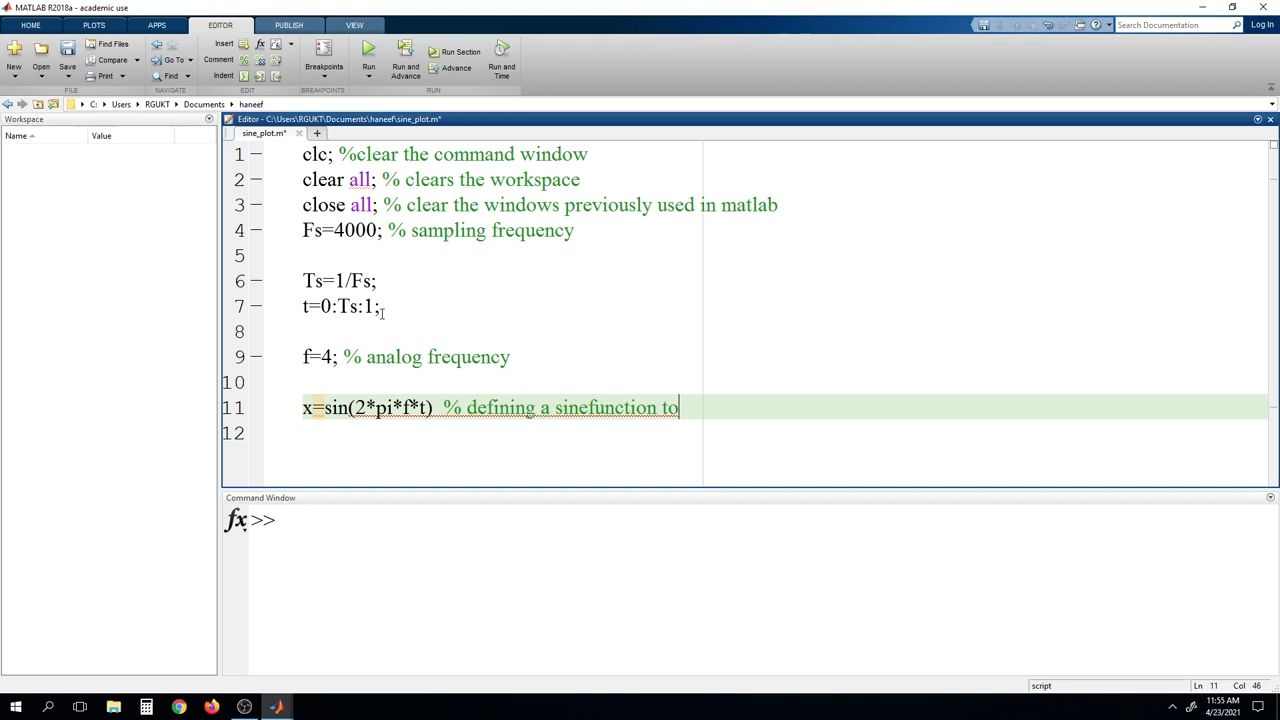 MATLAB R2018a - academic use
HOME PLOTS APPS EDITOR PUBLISH VIEW Search Documentation Log In
New Open Save Find Files Compare Print Go To Find Insert Comment Indent fx Breakpoints Run Run and Advance Run Section Advance Run and Time
FILE NAVIGATE EDIT BREAKPOINTS RUN
C: Users RGUKT Documents haneef
Workspace
Name Value
Editor - C:\Users\RGUKT\Documents\haneef\sine_plot.m*
sine_plot.m*
1 clc; %clear the command window
2 clear all; % clears the workspace
3 close all; % clear the windows previously used in matlab
4 Fs=4000; % sampling frequency
5
6 Ts=1/Fs;
7 t=0:Ts:1;
8
9 f=4; % analog frequency
10
11 x=sin(2*pi*f*t) % defining a sinefunction to
12
Command Window
fx >>
script Ln 11 Col 46
11:55 AM
4/23/2021